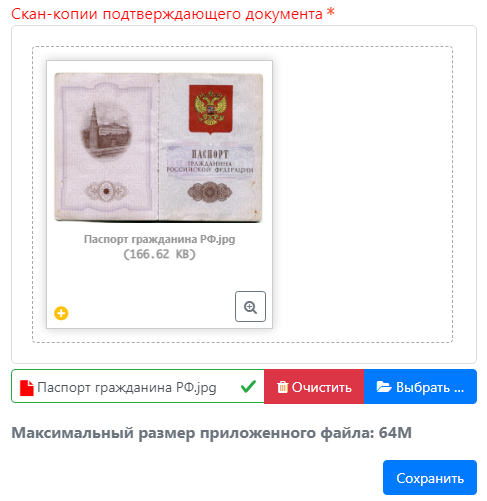 Скан-копии подтверждающего документа *
ПАСПОРТ
ГРАЖДАНИНА
РОССИЙСКОЙ ФЕДЕРАЦИИ
Паспорт гражданина РФ.jpg
(166.62 KB)
Паспорт гражданина РФ.jpg
Очистить
Выбрать ...
Максимальный размер приложенного файла: 64M
Сохранить